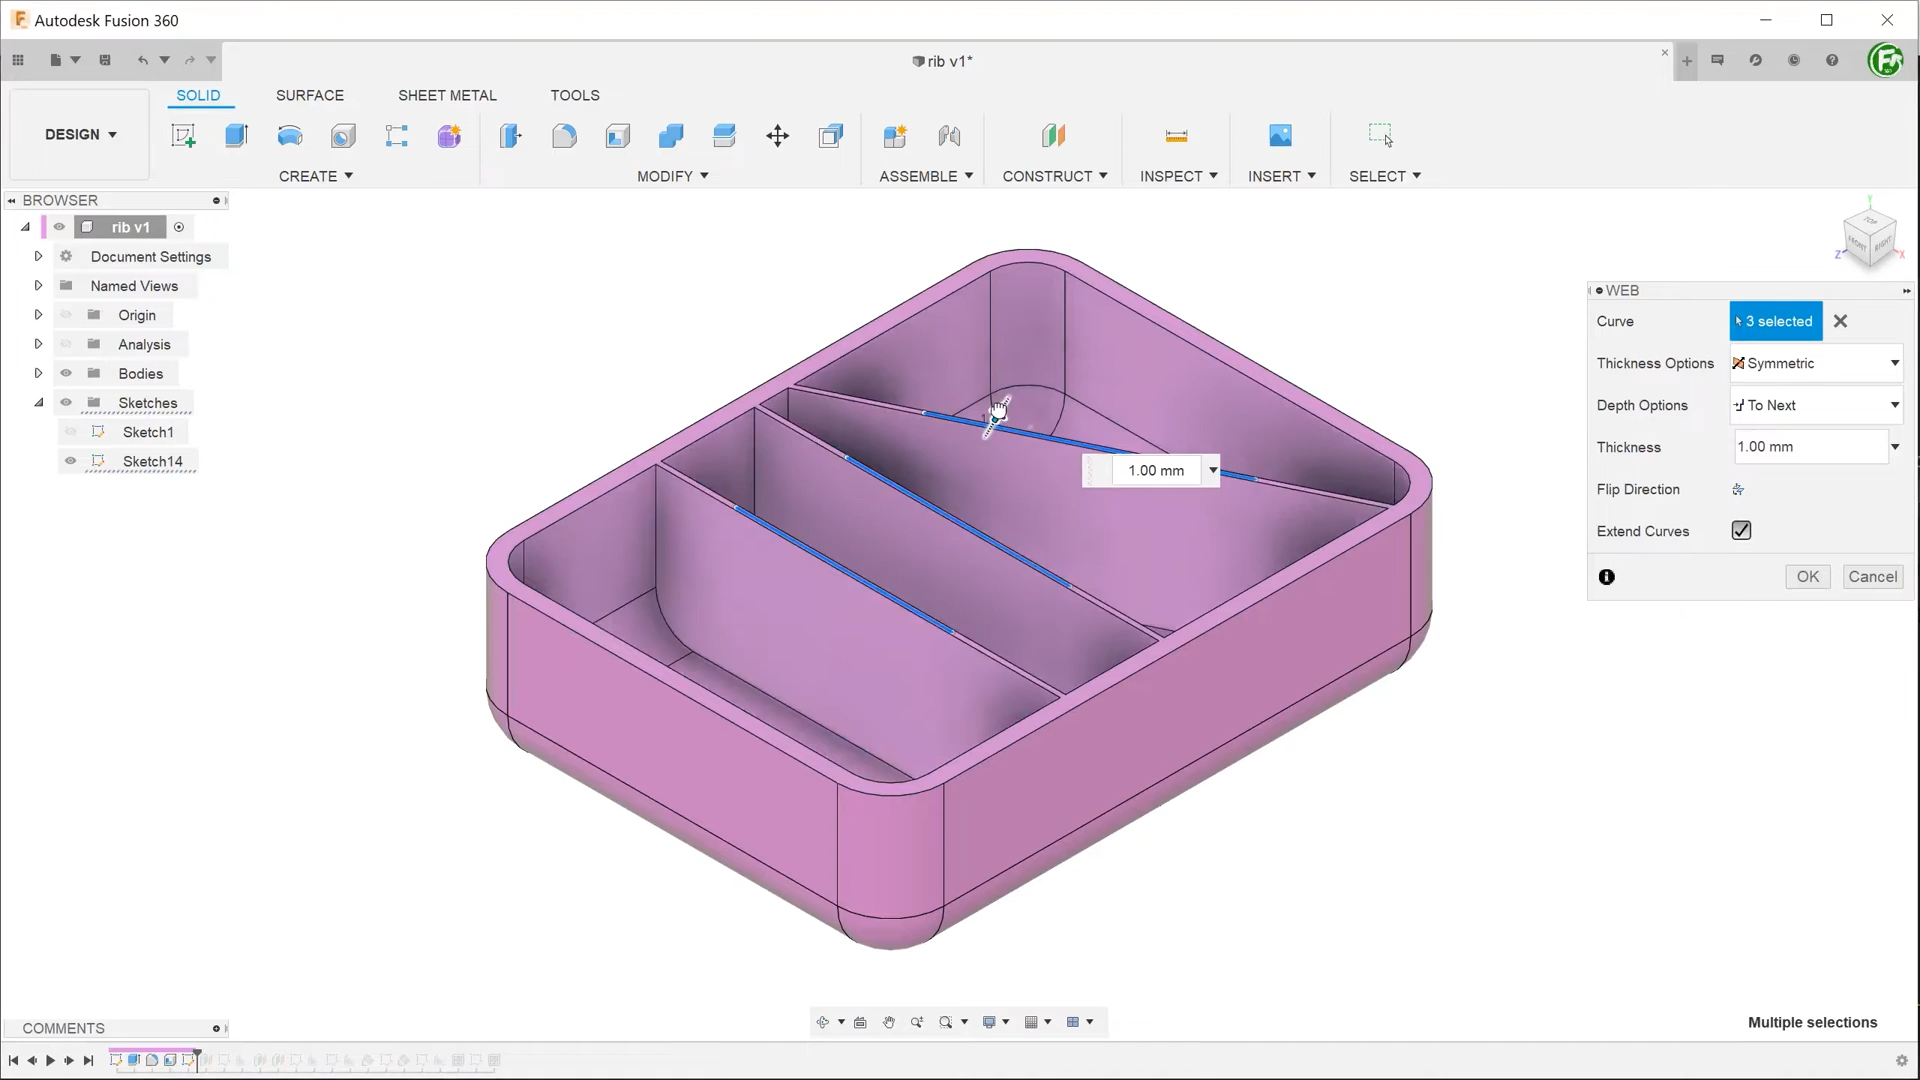 Autodesk Fusion 360
rib v1*
SOLID SURFACE SHEET METAL TOOLS
DESIGN
CREATE MODIFY ASSEMBLE CONSTRUCT INSPECT INSERT SELECT
BROWSER
rib v1
Document Settings
Named Views
Origin
Analysis
Bodies
Sketches
Sketch1
Sketch14
TOP
FRONT
RIGHT
Y
Z
X
1.00 mm
WEB
Curve 3 selected
Thickness Options Symmetric
Depth Options To Next
Thickness 1.00 mm
Flip Direction
Extend Curves
OK Cancel
COMMENTS
Multiple selections